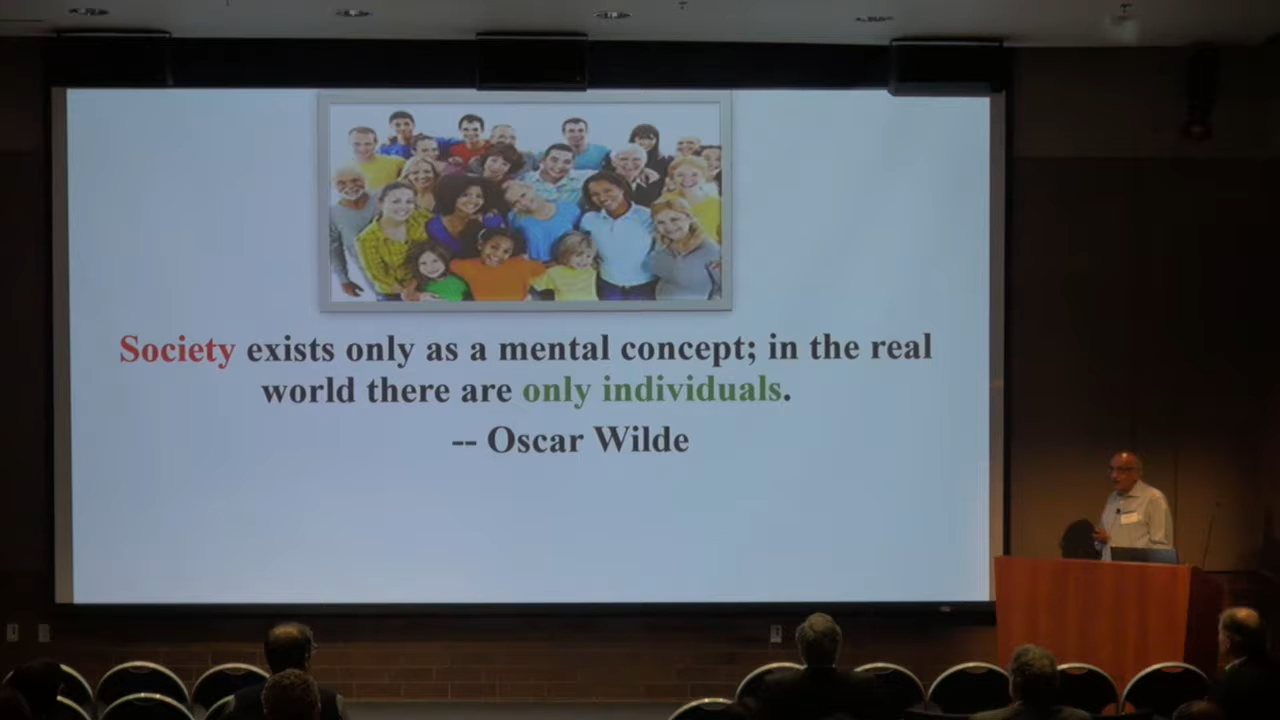 Society exists only as a mental concept; in the real
world there are only individuals.
-- Oscar Wilde